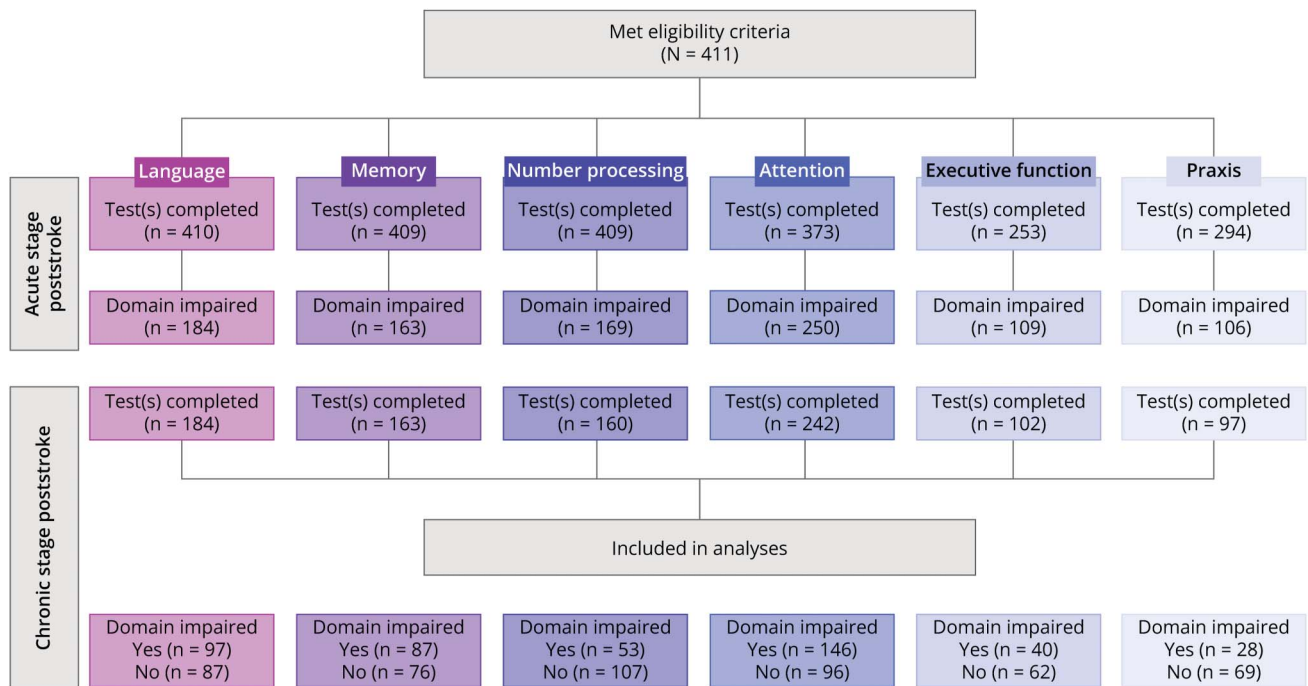 Met eligibility criteria
(N = 411)
Language
Memory
Number processing
Attention
Executive function
Praxis
Acute stage
poststroke
Test(s) completed
(n = 410)
Test(s) completed
(n = 409)
Test(s) completed
(n = 409)
Test(s) completed
(n = 373)
Test(s) completed
(n = 253)
Test(s) completed
(n = 294)
Domain impaired
(n = 184)
Domain impaired
(n = 163)
Domain impaired
(n = 169)
Domain impaired
(n = 250)
Domain impaired
(n = 109)
Domain impaired
(n = 106)
Chronic stage poststroke
Test(s) completed
(n = 184)
Test(s) completed
(n = 163)
Test(s) completed
(n = 160)
Test(s) completed
(n = 242)
Test(s) completed
(n = 102)
Test(s) completed
(n = 97)
Included in analyses
Domain impaired
Yes (n = 97)
No (n = 87)
Domain impaired
Yes (n = 87)
No (n = 76)
Domain impaired
Yes (n = 53)
No (n = 107)
Domain impaired
Yes (n = 146)
No (n = 96)
Domain impaired
Yes (n = 40)
No (n = 62)
Domain impaired
Yes (n = 28)
No (n = 69)